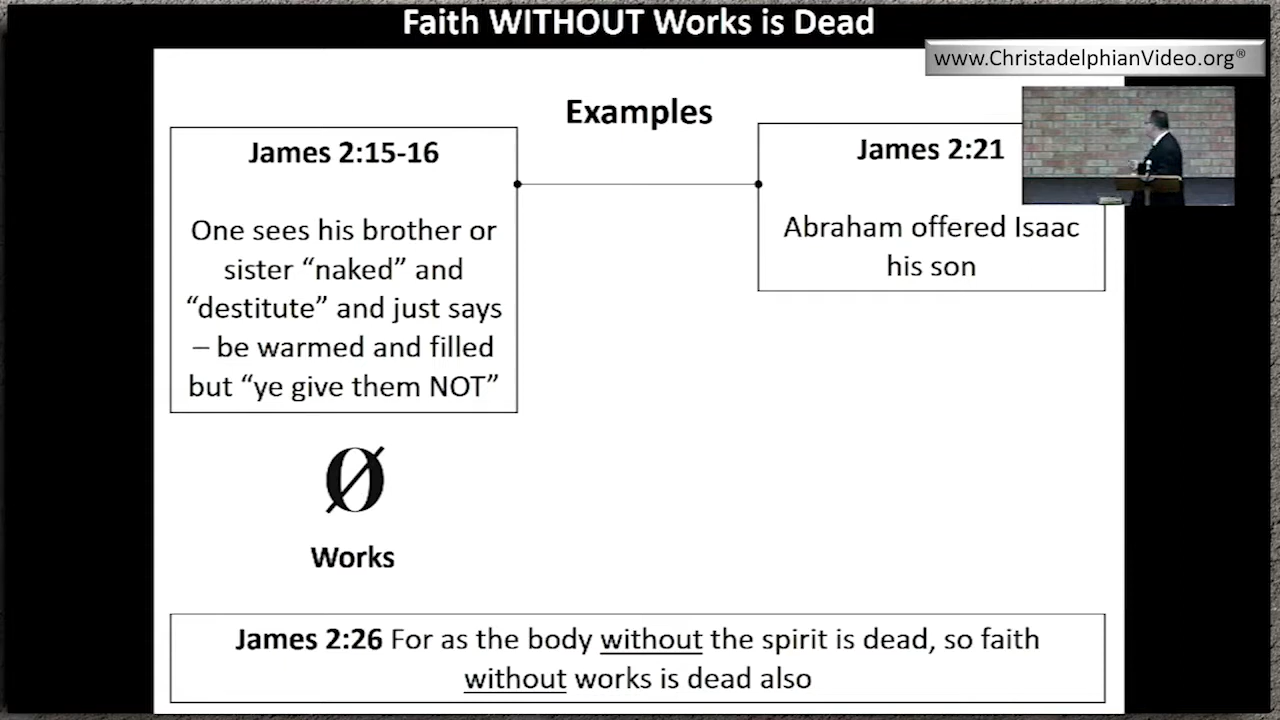 Faith WITHOUT Works is Dead
www.ChristadelphianVideo.org®
Examples
James 2:15-16
One sees his brother or
sister “naked” and
“destitute” and just says
– be warmed and filled
but “ye give them NOT”
Ø
Works
James 2:21
Abraham offered Isaac
his son
James 2:26 For as the body without the spirit is dead, so faith
without works is dead also